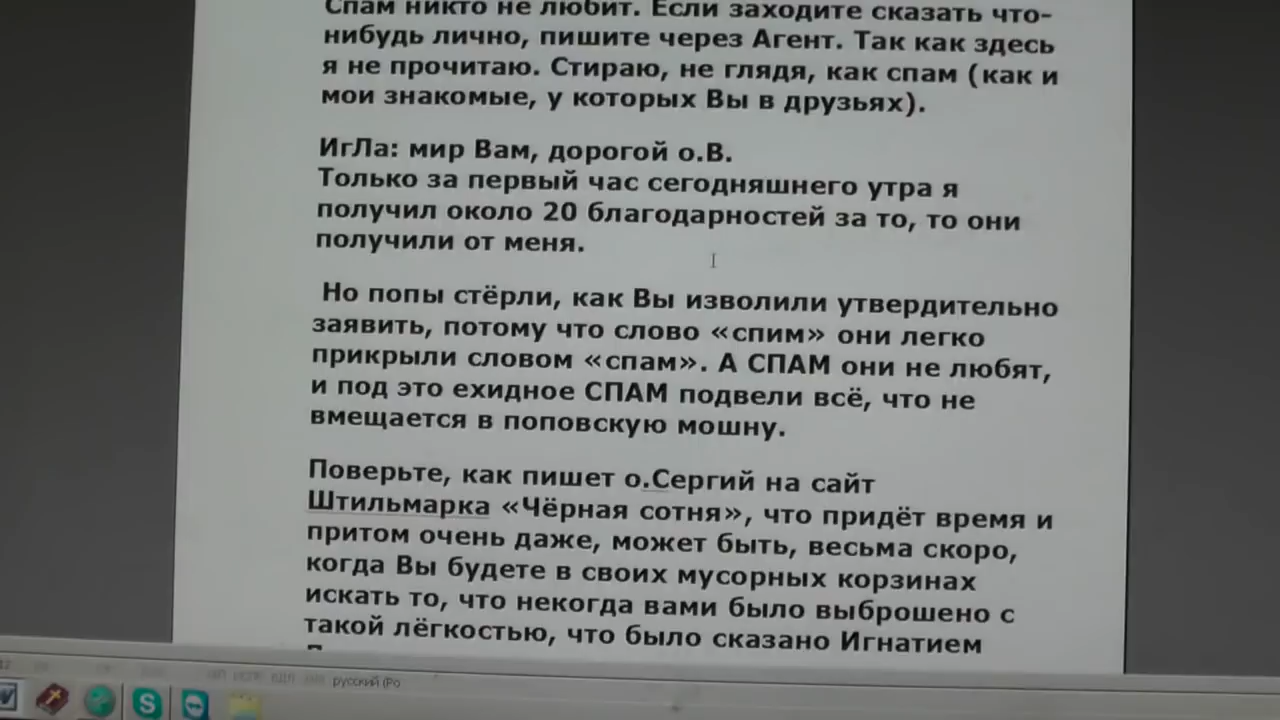 Спам никто не любит. Если заходите сказать что-
нибудь лично, пишите через Агент. Так как здесь
я не прочитаю. Стираю, не глядя, как спам (как и
мои знакомые, у которых Вы в друзьях).
ИгЛа: мир Вам, дорогой о.В.
Только за первый час сегодняшнего утра я
получил около 20 благодарностей за то, то они
получили от меня.
Но попы стёрли, как Вы изволили утвердительно
заявить, потому что слово «спим» они легко
прикрыли словом «спам». А СПАМ они не любят,
и под это ехидное СПАМ подвели всё, что не
вмещается в поповскую мошну.
Поверьте, как пишет о.Сергий на сайт
Штильмарка «Чёрная сотня», что придёт время и
притом очень даже, может быть, весьма скоро,
когда Вы будете в своих мусорных корзинах
искать то, что некогда вами было выброшено с
такой лёгкостью, что было сказано Игнатием
русский (Ро